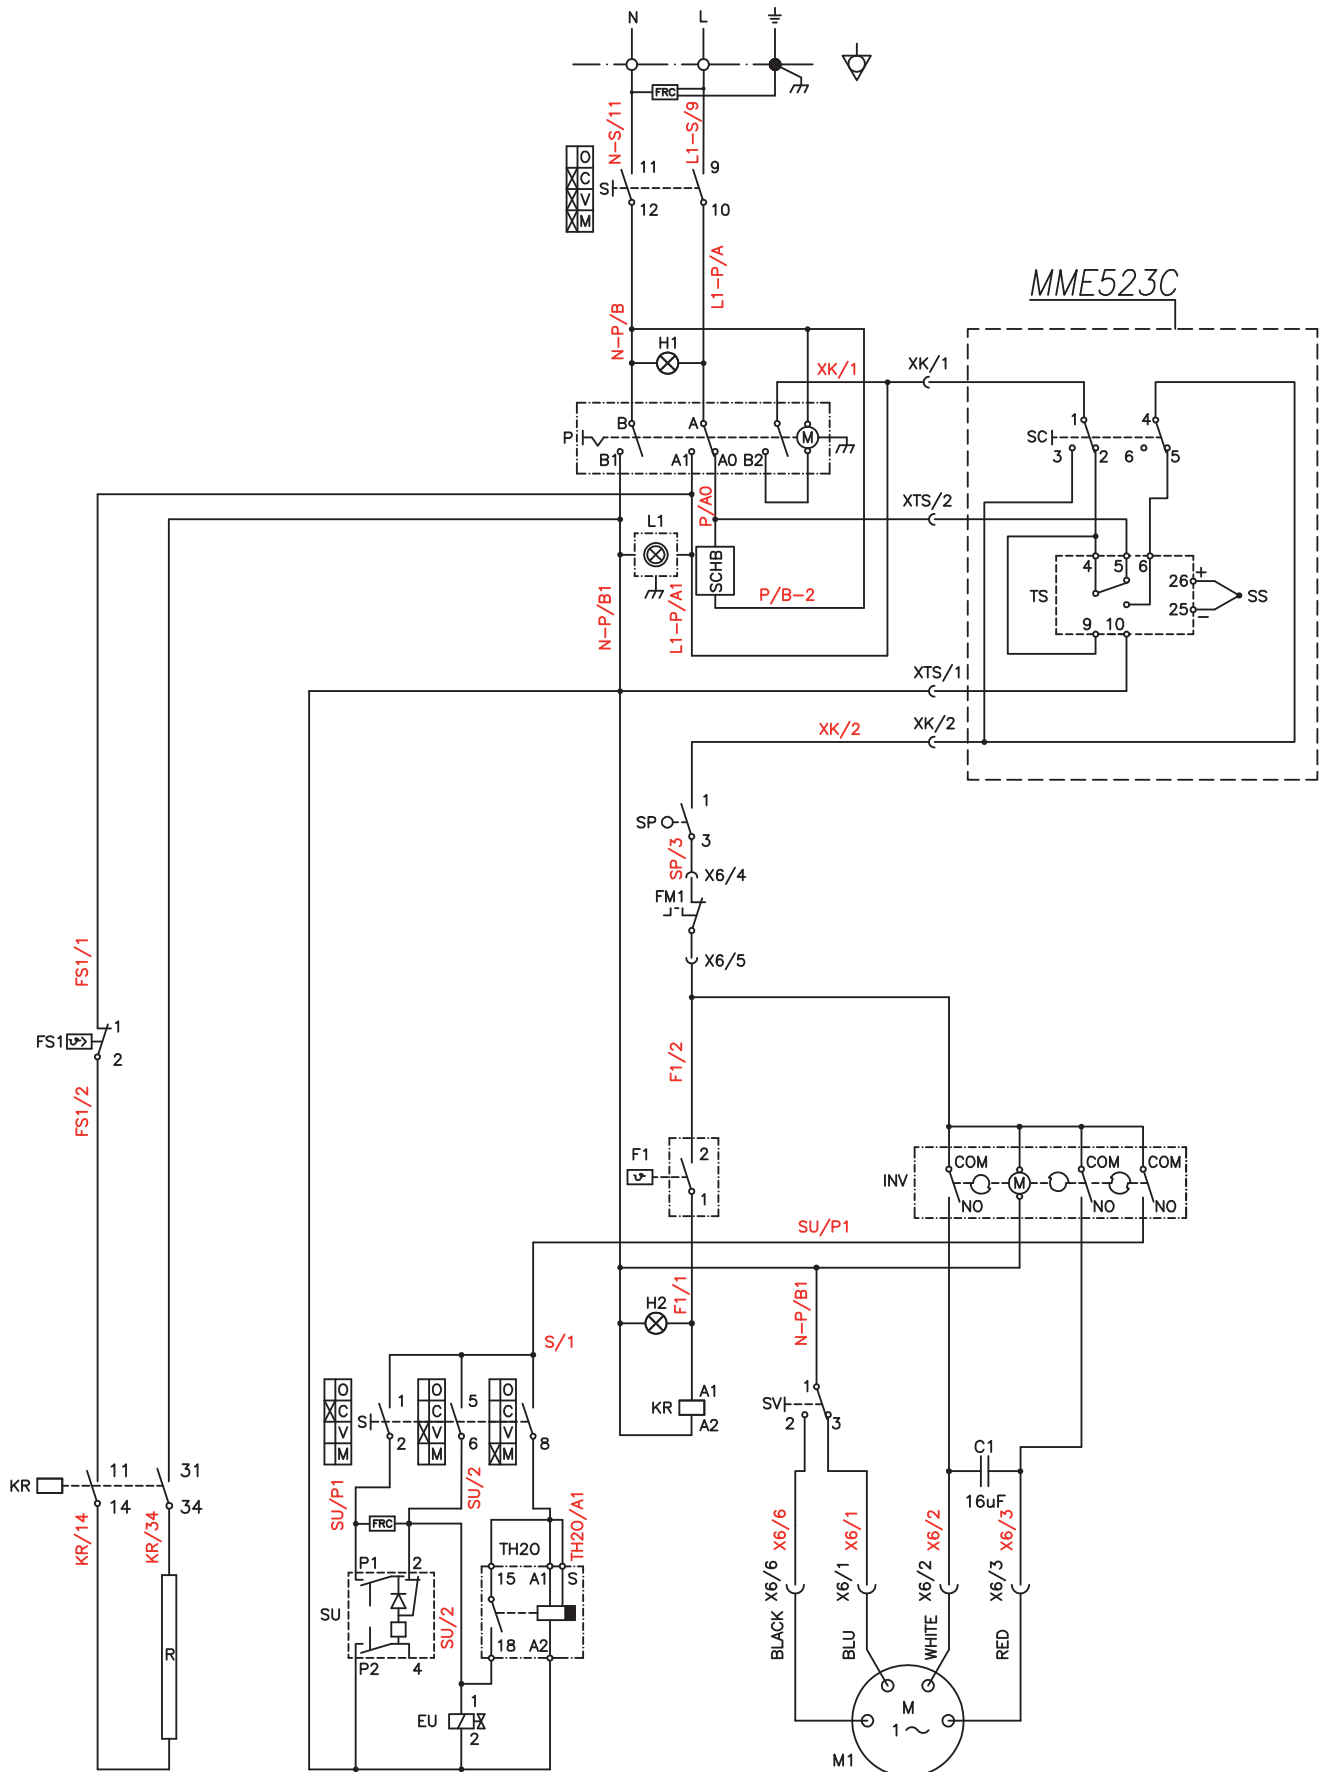 N L
FRC
N-S/11
L1-S/9
O
C
V
M
S
11
9
12
10
L1-P/A
N-P/B
MME523C
H1
XK/1
XK/1
B
A
P
M
B1
A1
A0
B2
1
4
SC
3
2
6
5
P/A0
XTS/2
L1
SCHB
P/B-2
N-P/B1
L1-P/A1
4
5
6
26
+
TS
25
-
SS
9
10
XTS/1
XK/2
XK/2
1
SP
3
SP/3
X6/4
FM1
X6/5
FS1/1
FS1
1
2
FS1/2
F1/2
F1
2
1
INV
COM
M
COM
COM
NO
NO
NO
SU/P1
F1/1
H2
N-P/B1
S/1
O
C
V
M
O
C
V
M
O
C
V
M
S
1
5
2
6
8
KR
A1
A2
SV
1
2
3
C1
16uF
KR
11
31
14
34
KR/14
KR/34
SU/P1
SU/2
TH20/A1
FRC
TH20
P1
2
15
A1
S
SU
SU/2
18
A2
P2
4
R
EU
1
2
X6/6
X6/1
X6/2
X6/3
X6/6
X6/1
X6/2
X6/3
BLACK
BLU
WHITE
RED
M
1
M1